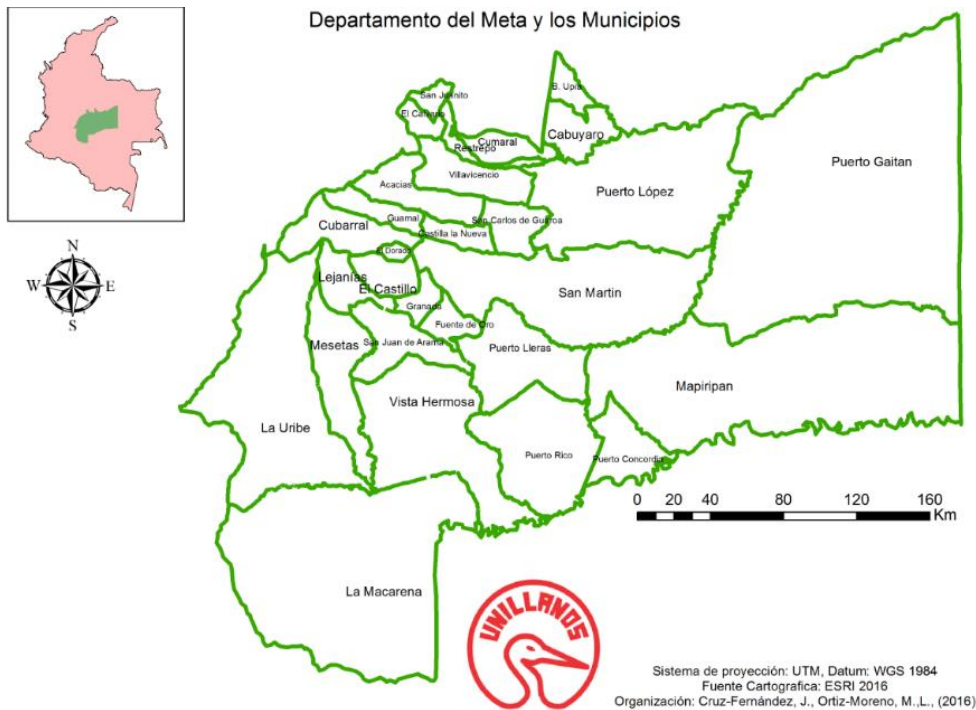 Departamento del Meta y los Municipios
N
W E
S
San Juanito
B. Upia
El Calvario
Cumaral
Cabuyaro
Restrepo
Puerto Gaitan
Villavicencio
Acacias
Puerto López
Guamal
San Carlos de Guaroa
Cubarral
Castilla la Nueva
El Dorado
Lejanías
El Castillo
San Martin
Granada
Fuente de Oro
Mesetas
San Juan de Arama
Puerto Lleras
Mapiripan
Vista Hermosa
La Uribe
Puerto Rico
Puerto Concordia
0 20 40 80 120 160
Km
La Macarena
UNILLANOS
Sistema de proyección: UTM, Datum: WGS 1984
Fuente Cartografica: ESRI 2016
Organización: Cruz-Fernández, J., Ortiz-Moreno, M.,L., (2016)